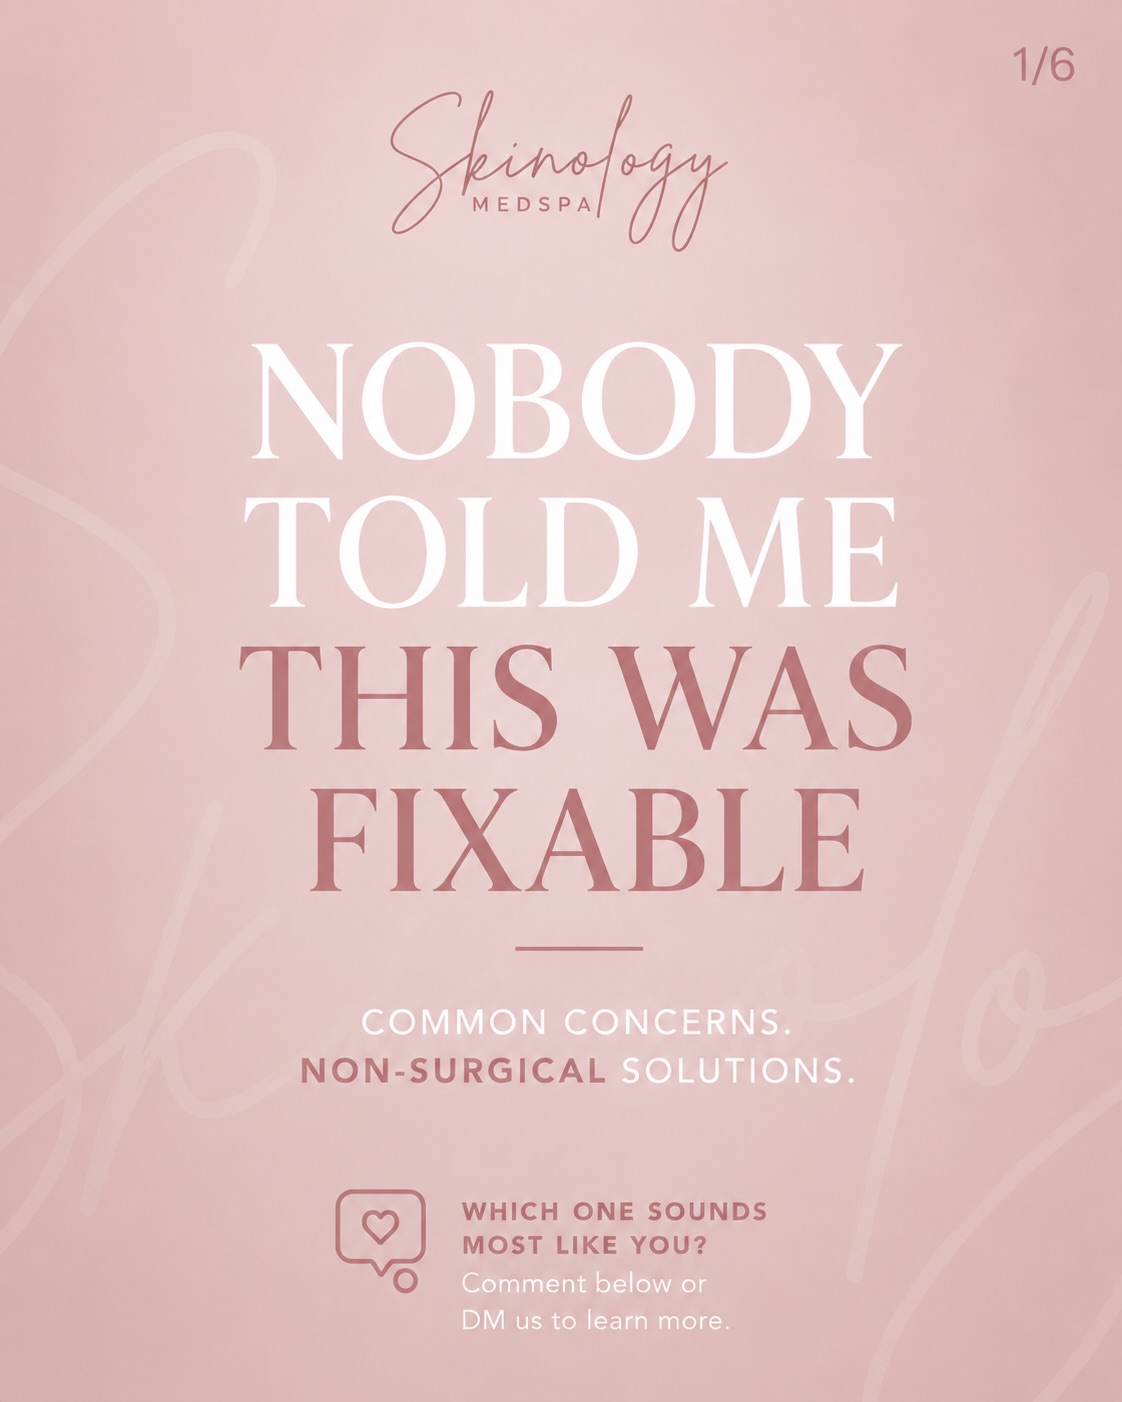 1/6
Skinology
MEDSPA
NOBODY
TOLD ME
THIS WAS
FIXABLE
COMMON CONCERNS.
NON-SURGICAL SOLUTIONS.
WHICH ONE SOUNDS
MOST LIKE YOU?
Comment below or
DM us to learn more.